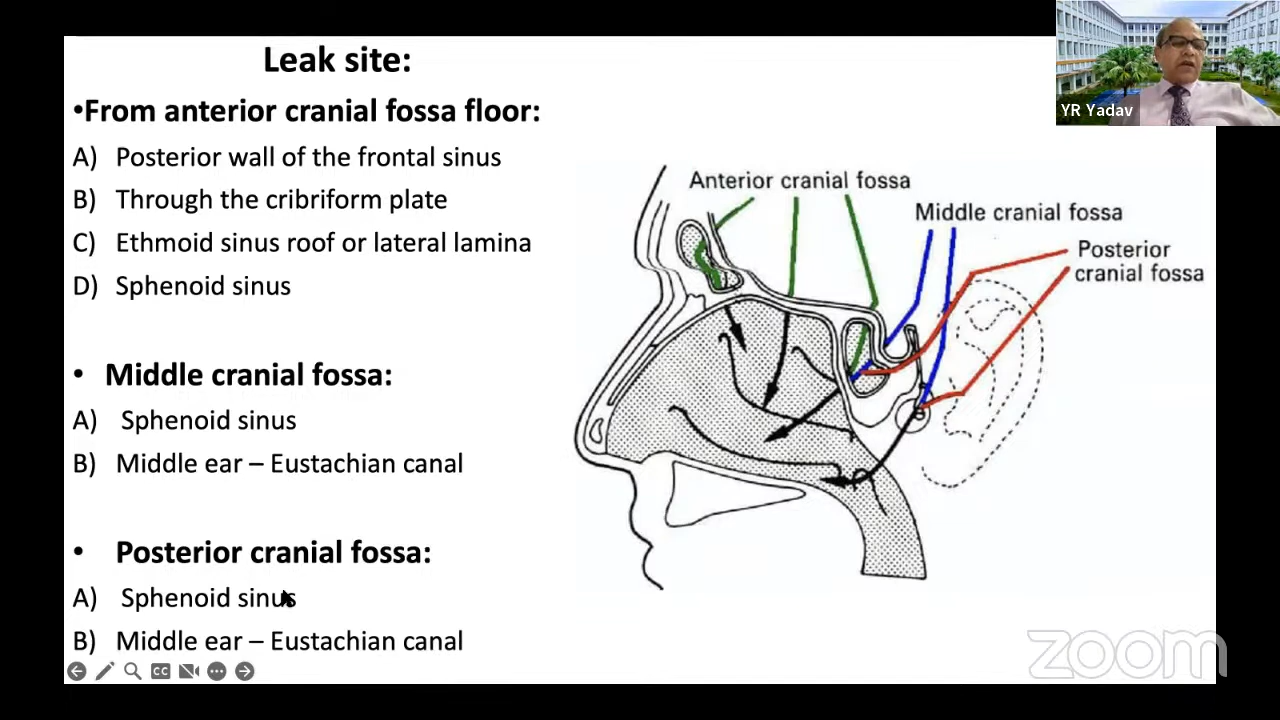 Leak site:
•From anterior cranial fossa floor:
A) Posterior wall of the frontal sinus
B) Through the cribriform plate
C) Ethmoid sinus roof or lateral lamina
D) Sphenoid sinus
• Middle cranial fossa:
A) Sphenoid sinus
B) Middle ear – Eustachian canal
• Posterior cranial fossa:
A) Sphenoid sinus
B) Middle ear – Eustachian canal
Anterior cranial fossa
Middle cranial fossa
Posterior
cranial fossa
YR Yadav
CC
zoom